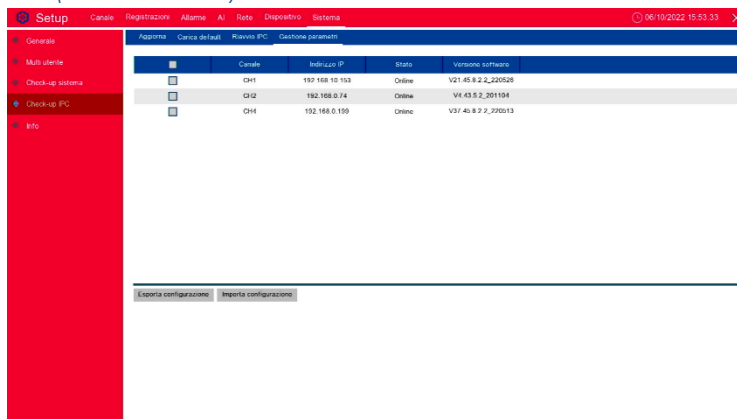 Setup Canale Registrazioni Allarme AI Rete Dispositivo Sistema 06/10/2022 15.53.33
Aggiorna Carica default Riavvio IPC Gestione parametri
Generale
Multi utente
Check-up sistema
Check-up IPC
Info
Canale Indirizzo IP Stato Versione software
CH1 192.168.10.153 Online V21.45.8.2.2_220526
CH2 192.168.0.74 Online V4.43.5.2_201104
CH4 192.168.0.199 Online V37.45.8.2.2_220513
Esporta configurazione Importa configurazione